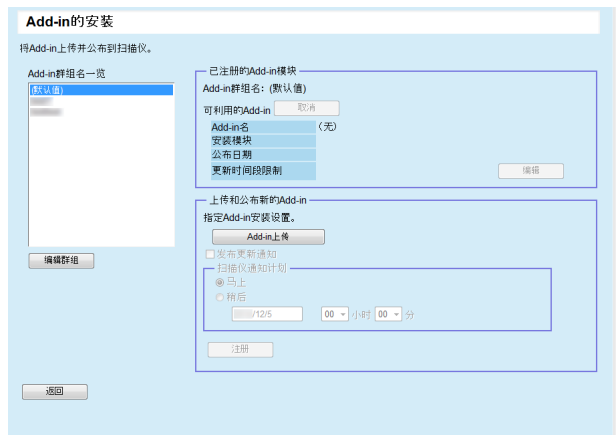 Add-in的安装
将Add-in上传并公布到扫描仪。
Add-in群组名一览
(默认值)
编辑群组
已注册的Add-in模块
Add-in群组名: (默认值)
可利用的Add-in 取消
Add-in名 (无)
安装模块
公布日期
更新时间段限制 编辑
上传和公布新的Add-in
指定Add-in安装设置。
Add-in上传
发布更新通知
扫描仪通知计划
马上
稍后
/12/5 00 小时 00 分
注册
返回